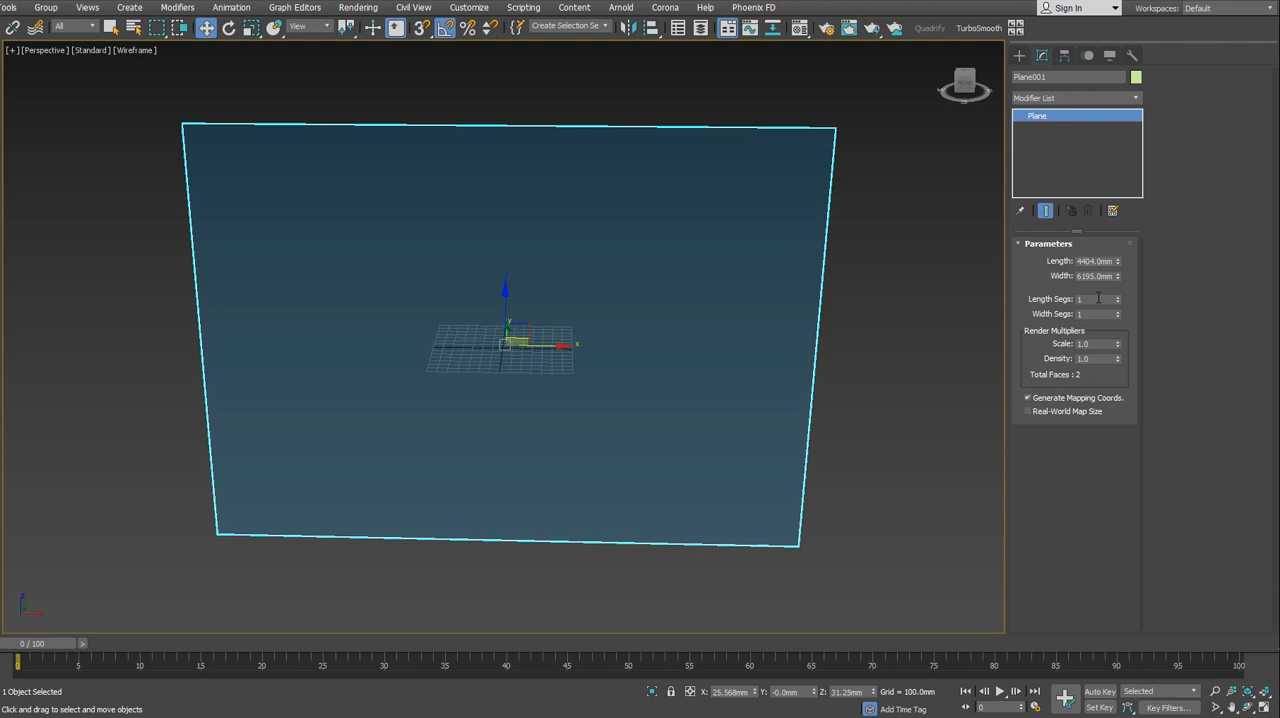 Tools Group Views Create Modifiers Animation Graph Editors Rendering Civil View Customize Scripting Content Arnold Corona Help Phoenix FD Sign In Workspaces: Default
All View Create Selection Se Quadrify TurboSmooth
[+] [Perspective] [Standard] [Wireframe]
Plane001
Modifier List
Plane
Parameters
Length: 4404.0mm
Width: 6195.0mm
Length Segs: 1
Width Segs: 1
Render Multipliers
Scale: 1.0
Density: 1.0
Total Faces : 2
Generate Mapping Coords.
Real-World Map Size
z
y
x
z
0 / 100 >
0 5 10 15 20 25 30 35 40 45 50 55 60 65 70 75 80 85 90 95 100
1 Object Selected X: 25.568mm Y: -0.0mm Z: 31.25mm Grid = 100.0mm Auto Key Selected
Click and drag to select and move objects Add Time Tag 0 Set Key Key Filters...